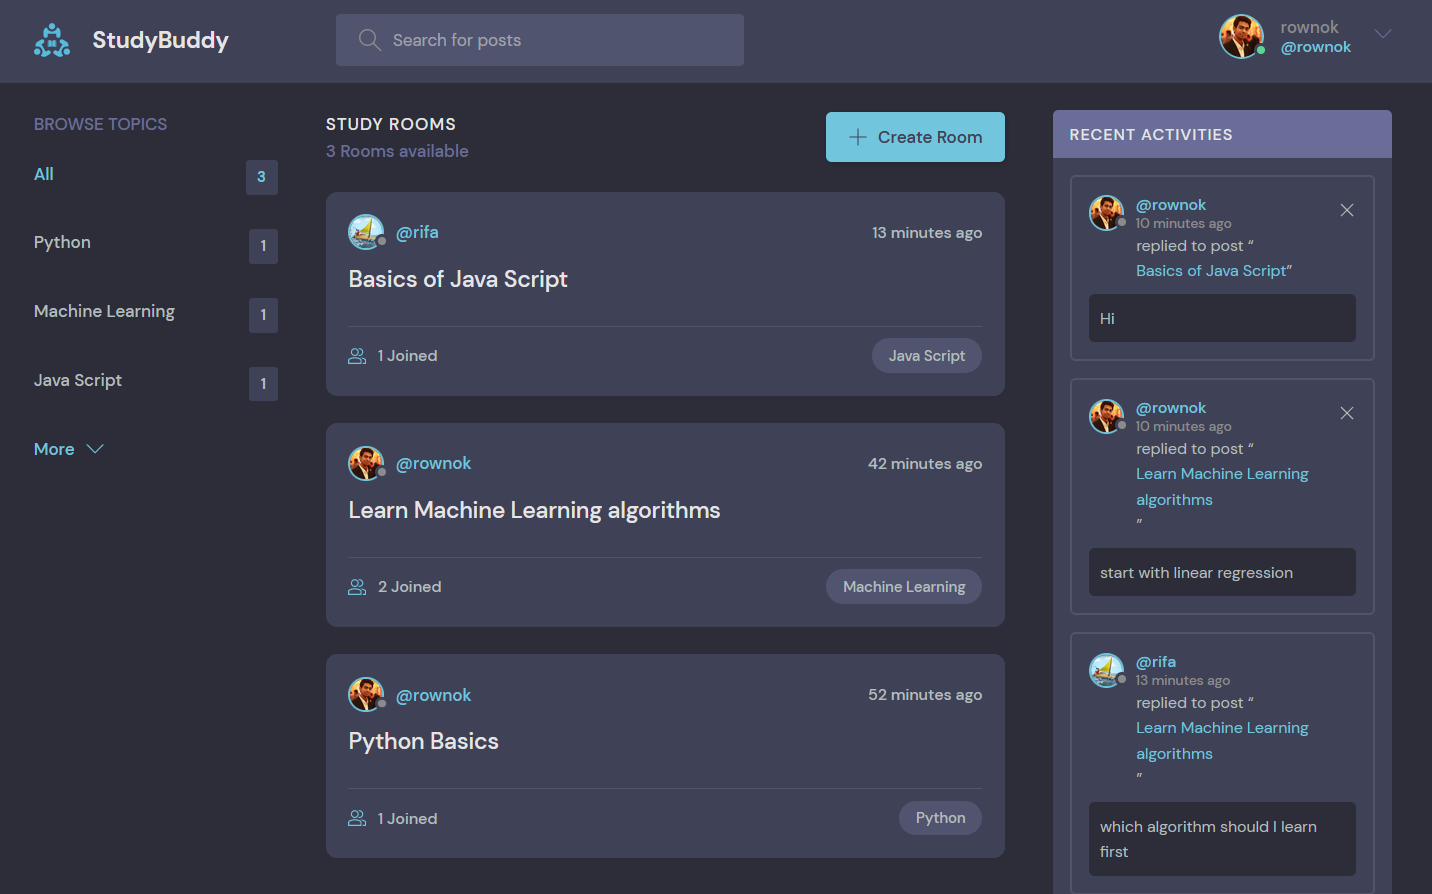 StudyBuddy
Search for posts
rownok
@rownok
BROWSE TOPICS
All
3
Python
1
Machine Learning
1
Java Script
1
More
STUDY ROOMS
3 Rooms available
Create Room
@rifa
13 minutes ago
Basics of Java Script
1 Joined
Java Script
@rownok
42 minutes ago
Learn Machine Learning algorithms
2 Joined
Machine Learning
@rownok
52 minutes ago
Python Basics
1 Joined
Python
RECENT ACTIVITIES
@rownok
10 minutes ago
replied to post “
Basics of Java Script”
Hi
@rownok
10 minutes ago
replied to post “
Learn Machine Learning
algorithms
”
start with linear regression
@rifa
13 minutes ago
replied to post “
Learn Machine Learning
algorithms
”
which algorithm should I learn
first